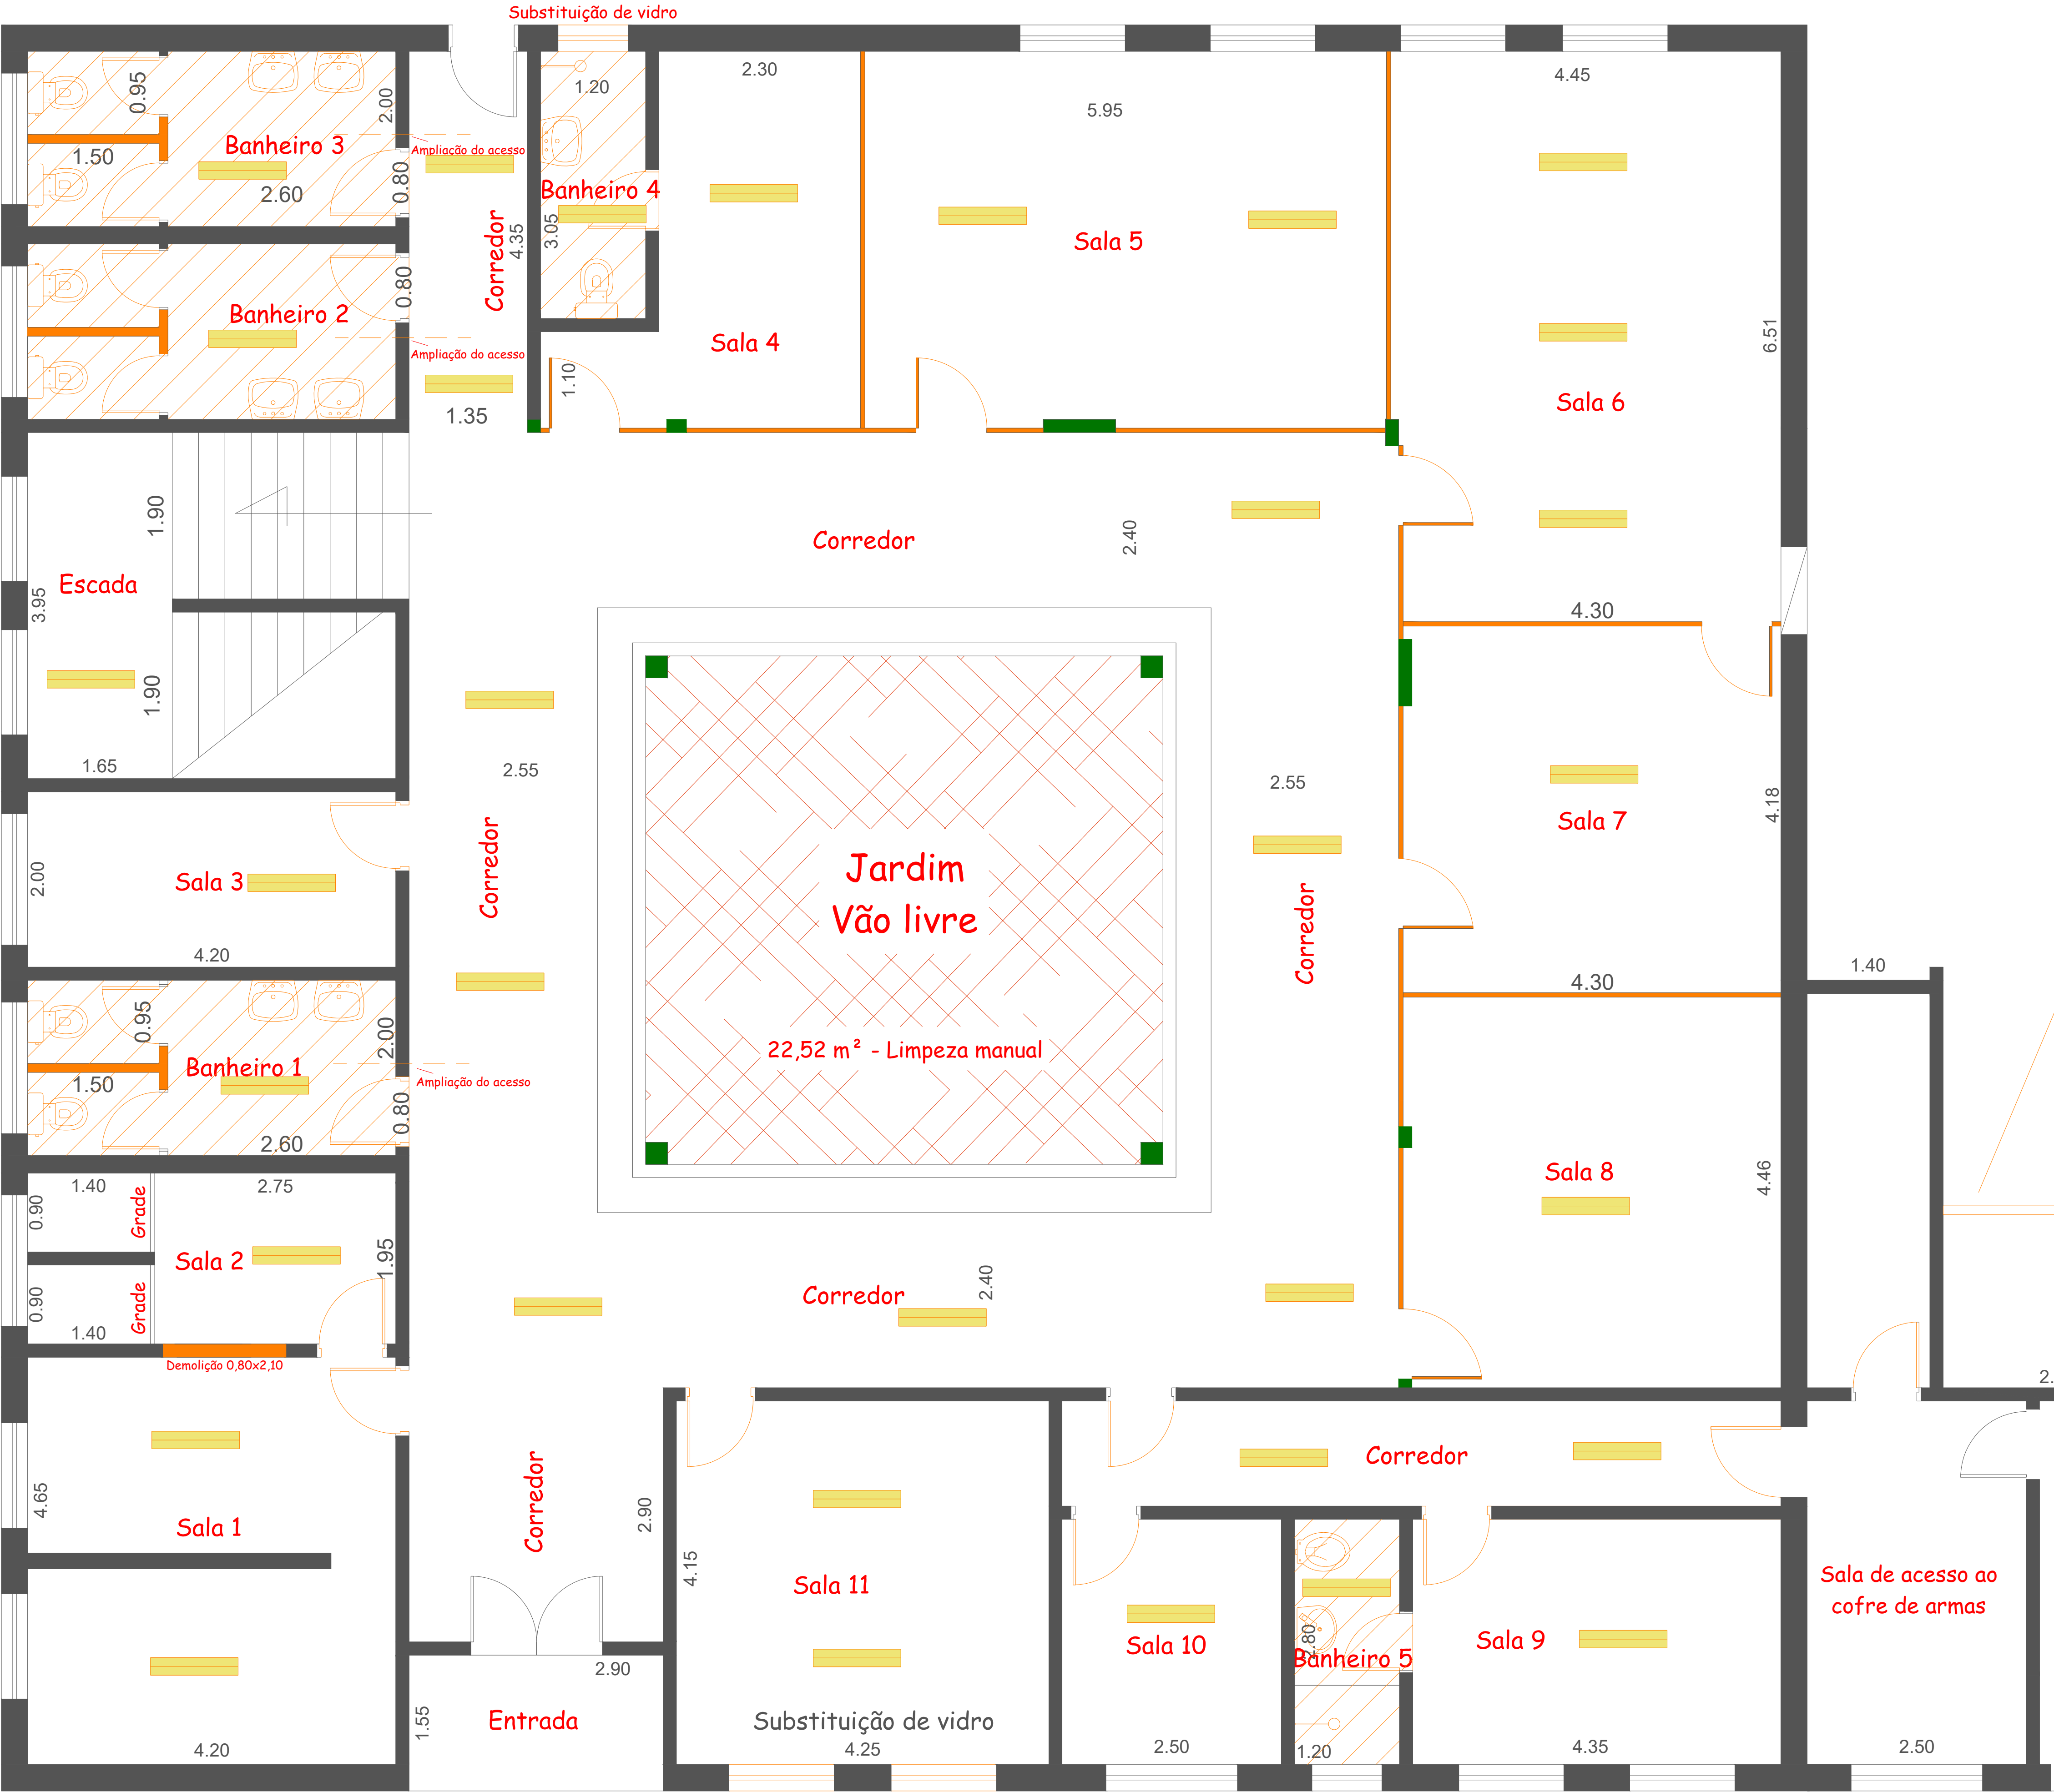 Substituição de vidro
0.95
2.00
1.20
2.30
5.95
4.45
Banheiro 3
Ampliação do acesso
1.50
2.60
0.80
Banheiro 4
3.05
Corredor
4.35
Sala 5
0.80
Banheiro 2
Sala 4
6.51
Ampliação do acesso
1.10
Sala 6
1.35
1.90
Corredor
2.40
Escada
3.95
4.30
1.90
1.65
2.55
2.55
4.18
Sala 7
Corredor
Jardim
Vão livre
Sala 3
2.00
Corredor
4.20
1.40
4.30
0.95
2.00
22,52 m² - Limpeza manual
Banheiro 1
Ampliação do acesso
1.50
0.80
2.60
Sala 8
4.46
1.40
2.75
0.90
Grade
Sala 2
1.95
2.40
Corredor
0.90
Grade
1.40
Demolição 0,80x2,10
2.
Corredor
Corredor
4.65
2.90
Sala 1
4.15
Sala 11
Sala de acesso ao
cofre de armas
Sala 10
2.80
Banheiro 5
Sala 9
2.90
1.55
Entrada
Substituição de vidro
4.20
4.25
2.50
1.20
4.35
2.50